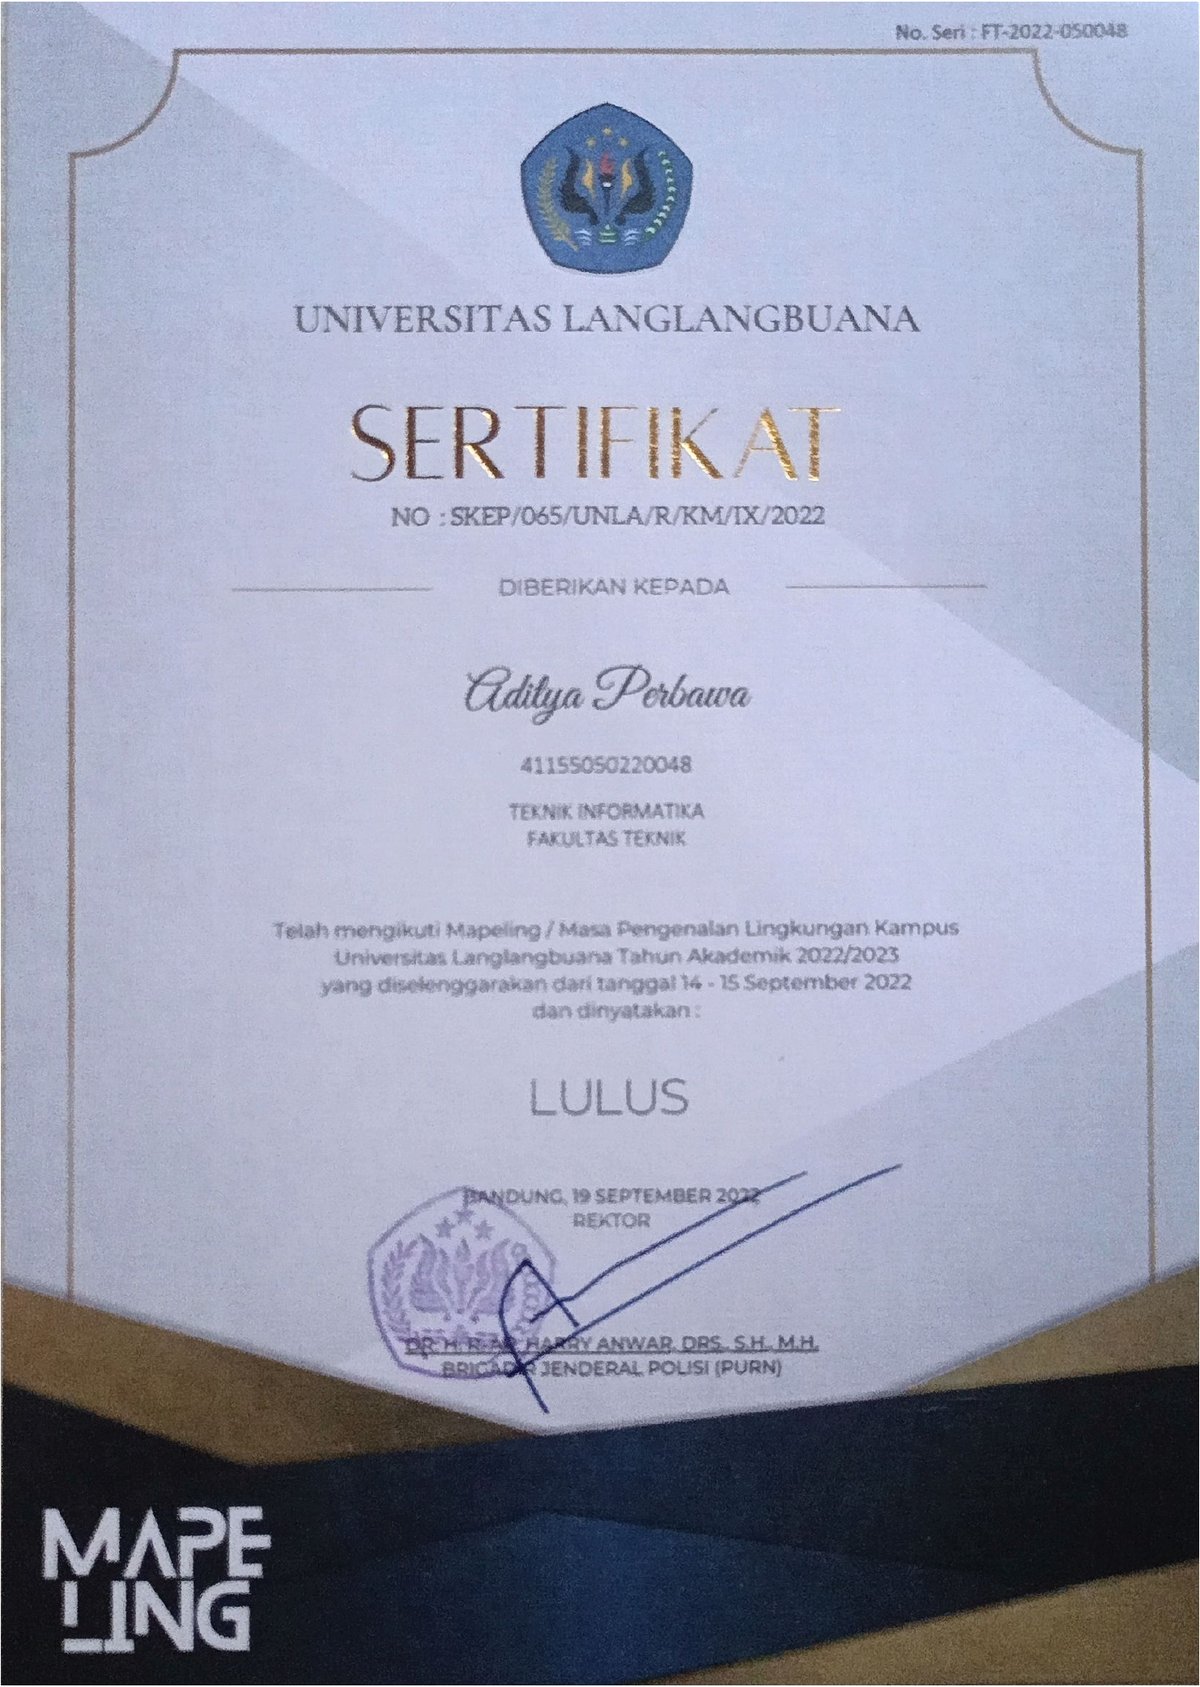 No. Seri : FT-2022-050048
UNIVERSITAS LANGLANGBUANA
SERTIFIKAT
NO : SKEP/065/UNLA/R/KM/IX/2022
DIBERIKAN KEPADA
Aditya Perbawa
41155050220048
TEKNIK INFORMATIKA
FAKULTAS TEKNIK
Telah mengikuti Mapeling / Masa Pengenalan Lingkungan Kampus
Universitas Langlangbuana Tahun Akademik 2022/2023
yang diselenggarakan dari tanggal 14 - 15 September 2022
dan dinyatakan :
LULUS
BANDUNG, 19 SEPTEMBER 2022
REKTOR
DR. H. R. AR. HARRY ANWAR, DRS., S.H., M.H.
BRIGADIR JENDERAL POLISI (PURN)
MAPE
LING